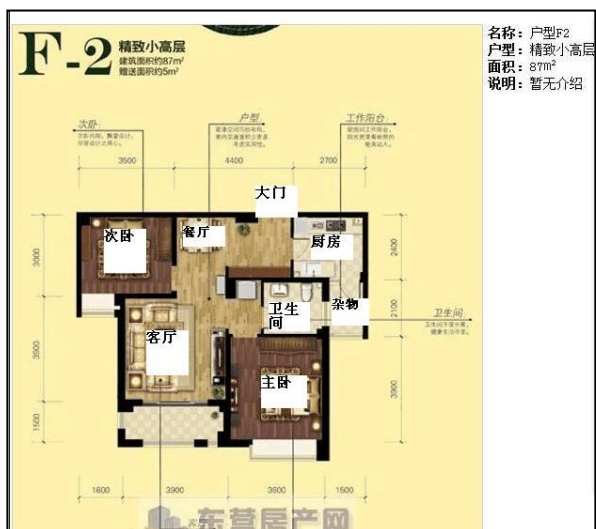 F-2
精致小高层
建筑面积约87m²
赠送面积约5m²
名称：户型F2
户型：精致小高层
面积：87m²
说明：暂无介绍
次卧：
户型：
工作阳台：
3500
4400
2700
大门
次卧
餐厅
厨房
3000
2400
卫生间
杂物
2100
卫生间：
客厅
3900
主卧
3900
1500
1600
3900
3600
1500
东营房产网